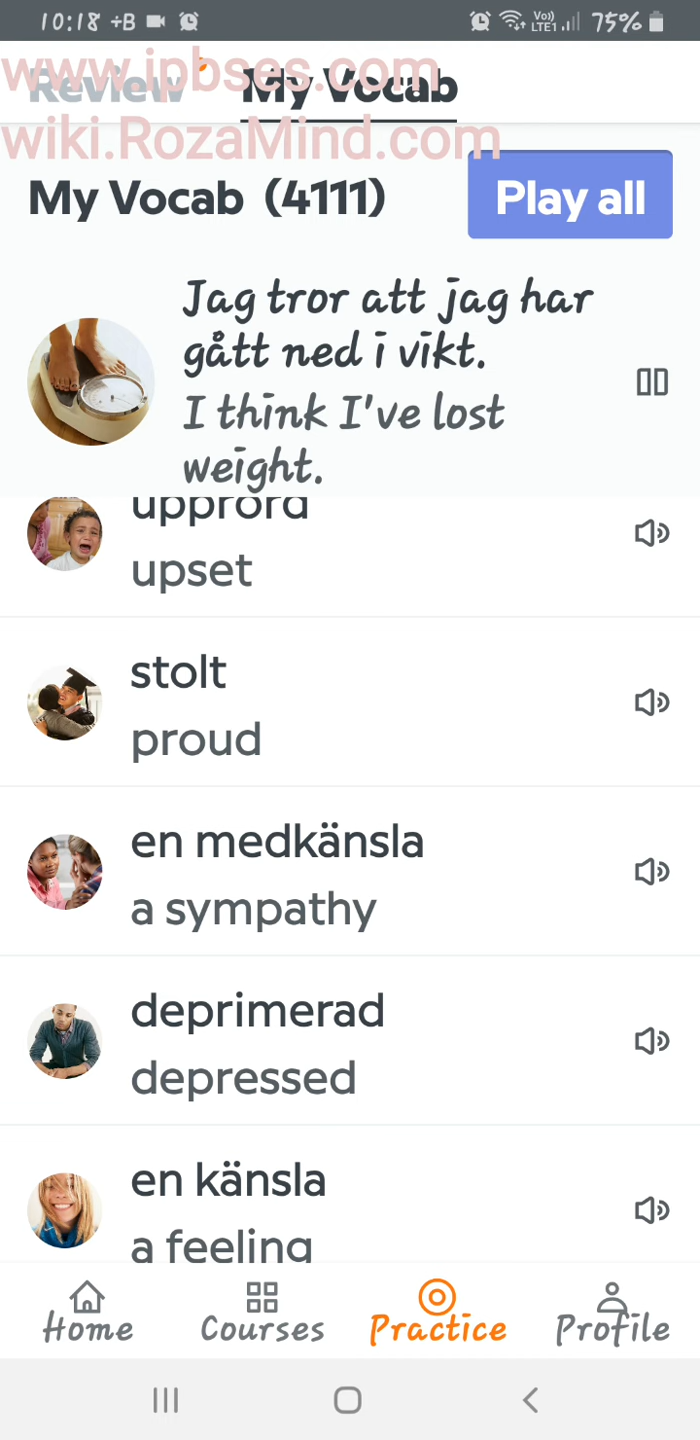 10:18 +B
Vo)) LTE1 75%
www.ipbses.com
Review My Vocab
wiki.RozaMind.com
My Vocab (4111) Play all
Jag tror att jag har
gått ned i vikt.
I think I've lost
weight.
upprörd
upset
stolt
proud
en medkänsla
a sympathy
deprimerad
depressed
en känsla
a feeling
Home Courses Practice Profile